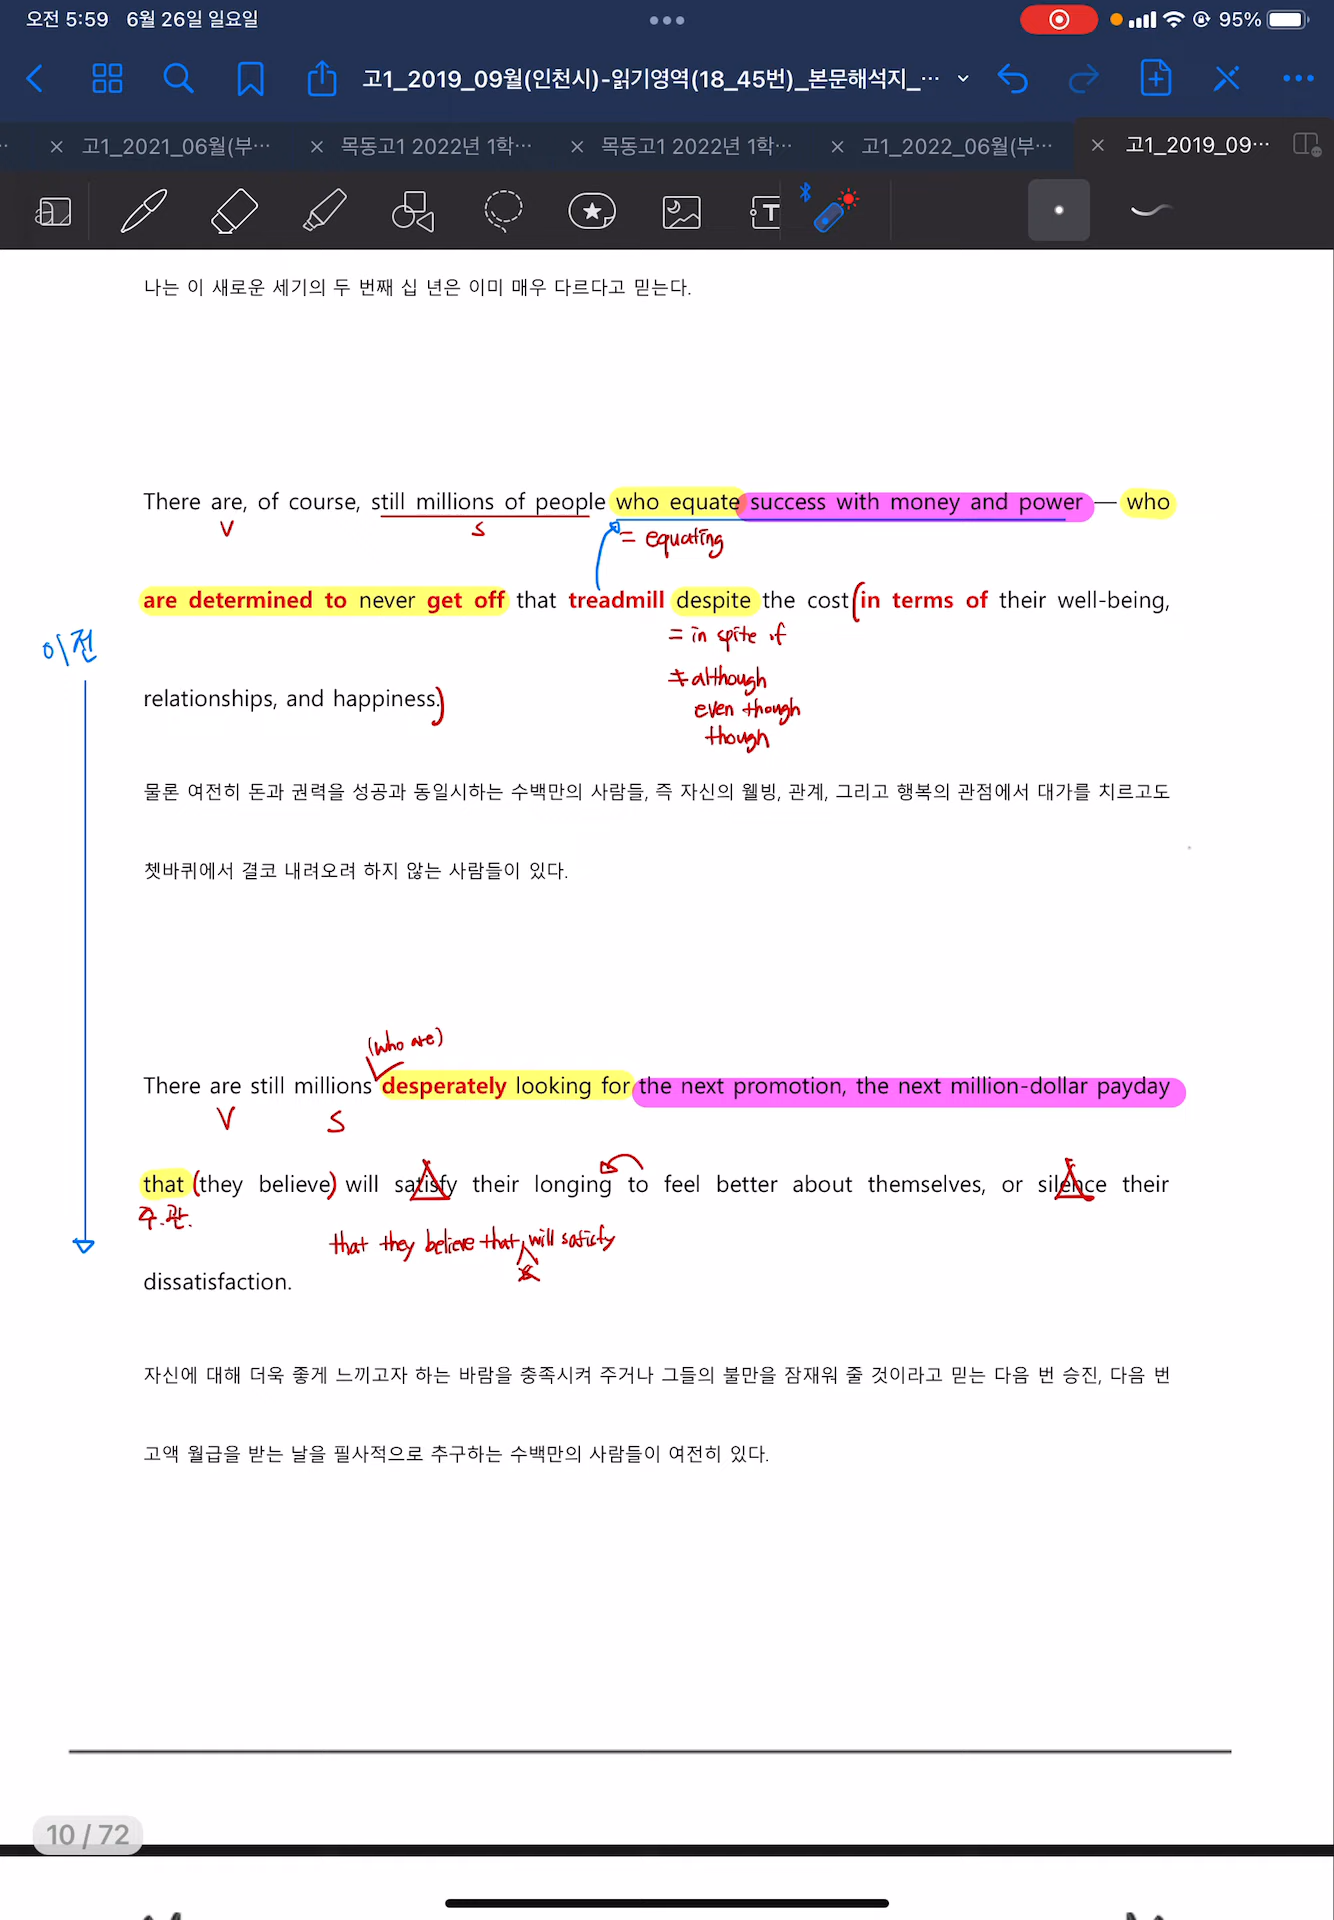 오전 5:59 6월 26일 일요일
95%
고1_2019_09월(인천시)-읽기영역(18_45번)_본문해석지_···
고1_2021_06월(부···
목동고1 2022년 1학···
목동고1 2022년 1학···
고1_2022_06월(부···
고1_2019_09···
나는 이 새로운 세기의 두 번째 십 년은 이미 매우 다르다고 믿는다.
There are, of course, still millions of people who equate success with money and power — who
V S
= equating
are determined to never get off that treadmill despite the cost (in terms of their well-being,
이전
= in spite of
≠ although
relationships, and happiness.)
even though
though
물론 여전히 돈과 권력을 성공과 동일시하는 수백만의 사람들, 즉 자신의 웰빙, 관계, 그리고 행복의 관점에서 대가를 치르고도
쳇바퀴에서 결코 내려오려 하지 않는 사람들이 있다.
(who are)
There are still millions desperately looking for the next promotion, the next million-dollar payday
V S
that (they believe) will satisfy their longing to feel better about themselves, or silence their
주.관.
that they believe that will satisfy
dissatisfaction.
자신에 대해 더욱 좋게 느끼고자 하는 바람을 충족시켜 주거나 그들의 불만을 잠재워 줄 것이라고 믿는 다음 번 승진, 다음 번
고액 월급을 받는 날을 필사적으로 추구하는 수백만의 사람들이 여전히 있다.
10 / 72